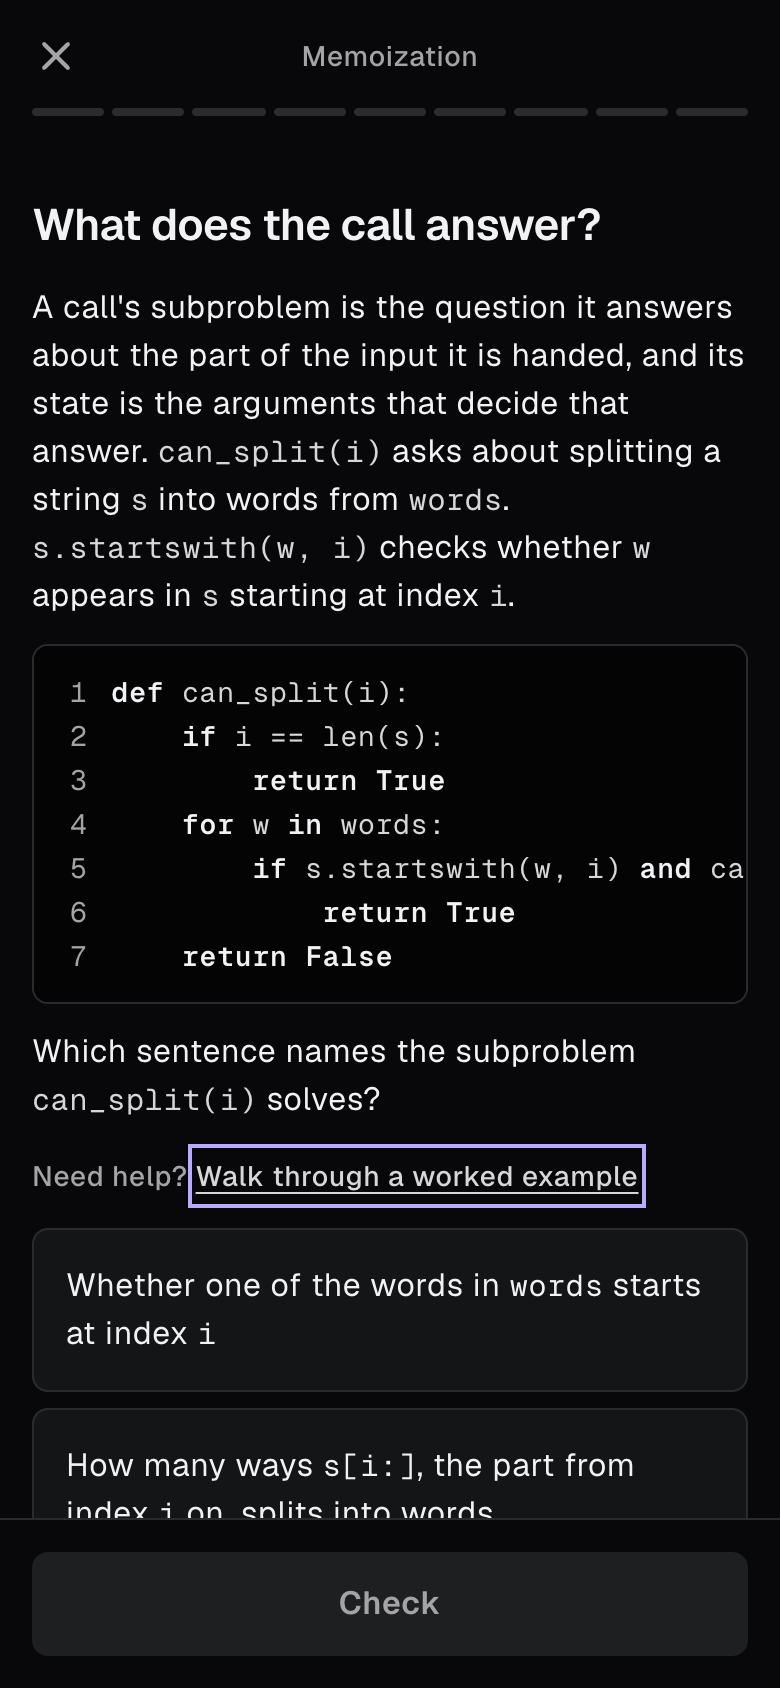 Memoization
What does the call answer?
A call's subproblem is the question it answers
about the part of the input it is handed, and its
state is the arguments that decide that
answer. can_split(i) asks about splitting a
string s into words from words.
s.startswith(w, i) checks whether w
appears in s starting at index i.
1 def can_split(i):
2     if i == len(s):
3         return True
4     for w in words:
5         if s.startswith(w, i) and ca
6             return True
7     return False
Which sentence names the subproblem
can_split(i) solves?
Need help? Walk through a worked example
Whether one of the words in words starts
at index i
How many ways s[i:], the part from
index i on, splits into words
Check